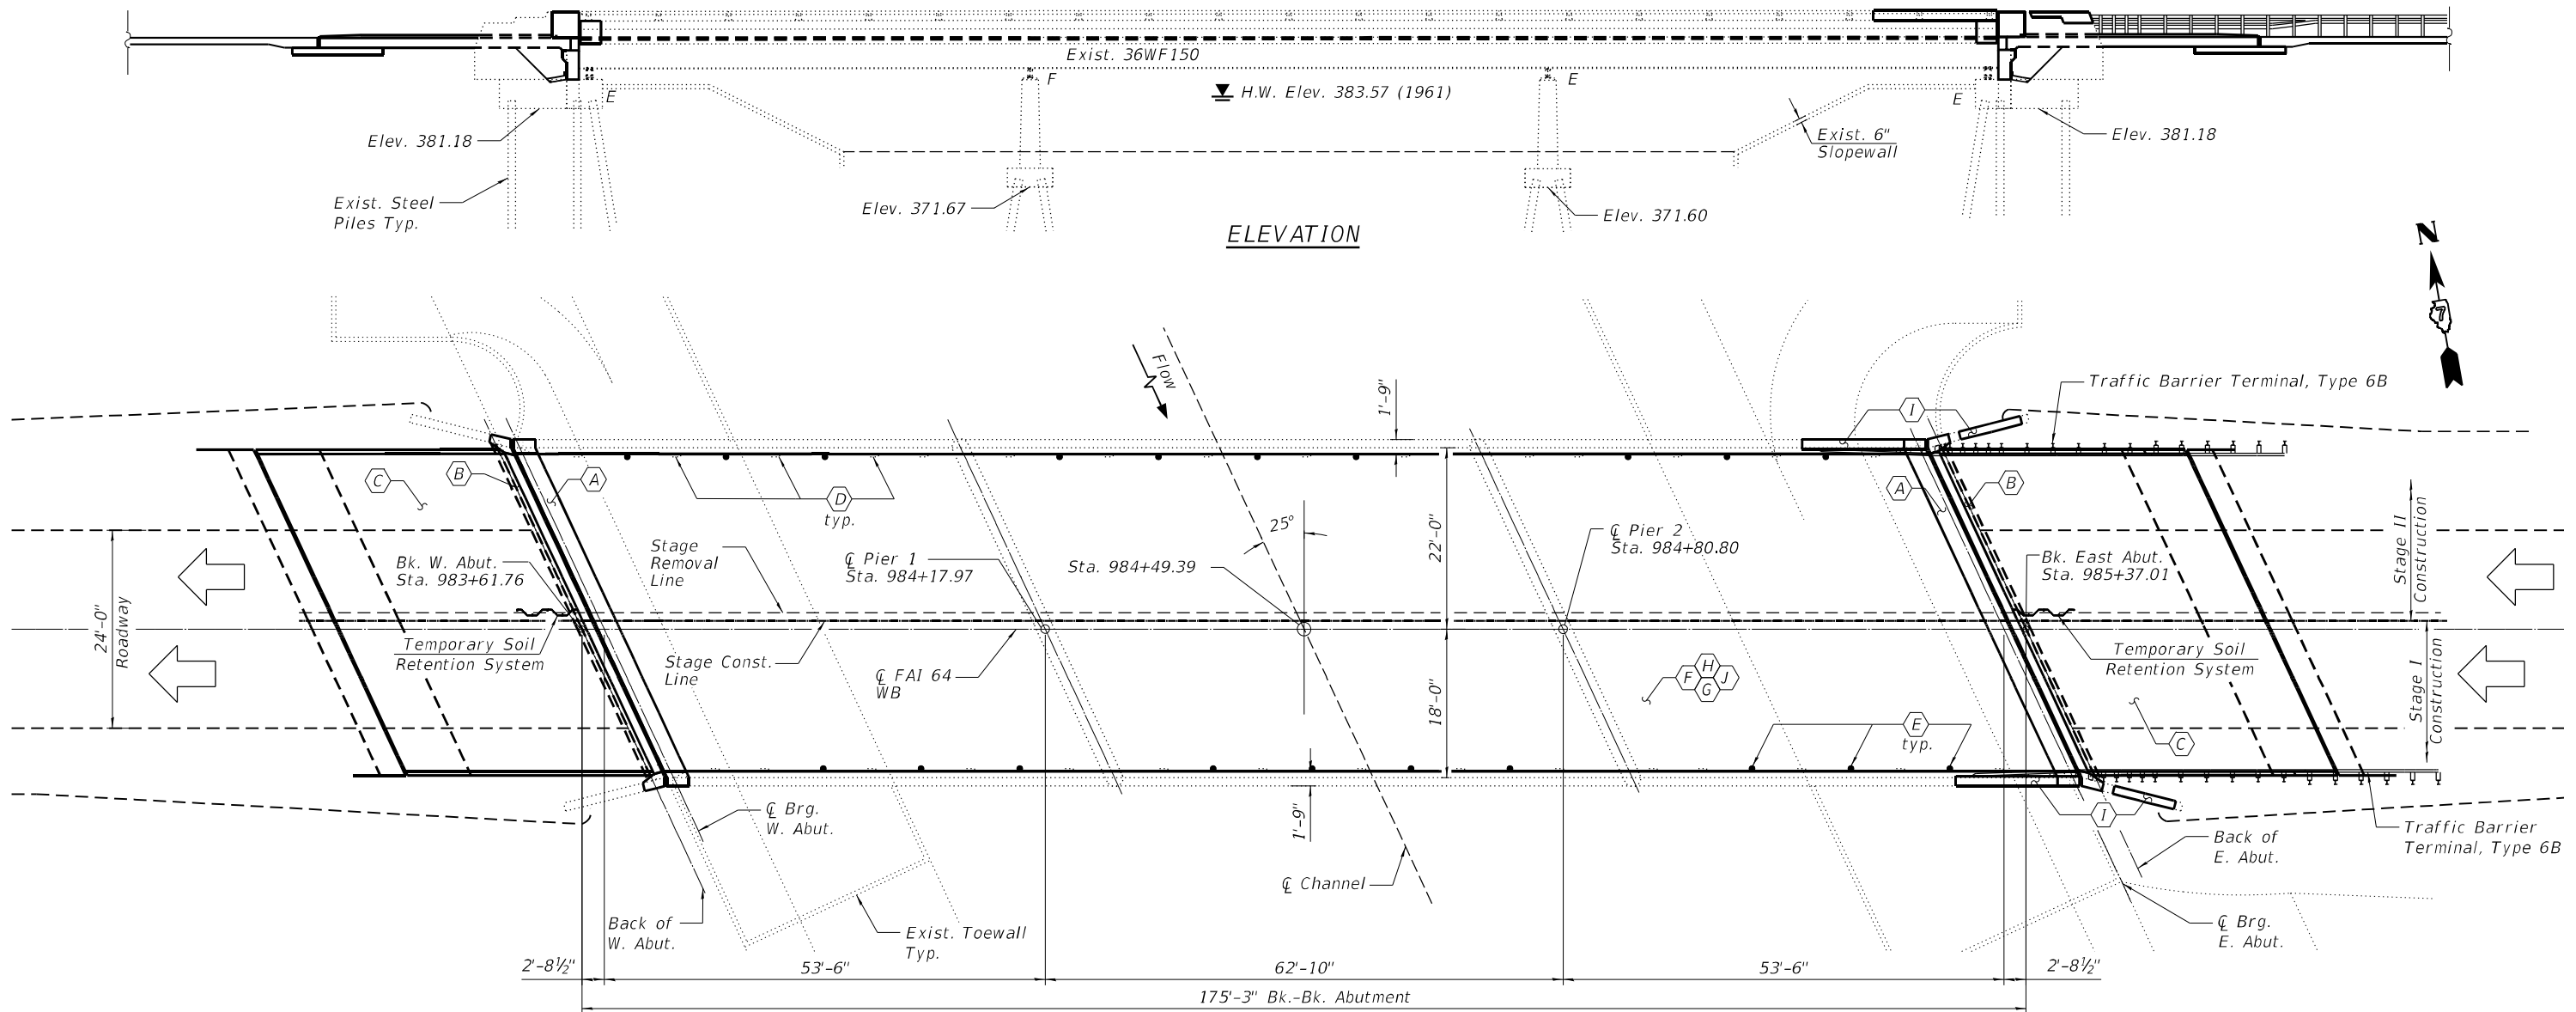 Exist. 36WF150
E
F
H.W. Elev. 383.57 (1961)
E
E
Elev. 381.18
Exist. 6"
Slopewall
Elev. 381.18
Exist. Steel
Piles Typ.
Elev. 371.67
Elev. 371.60
ELEVATION
N
7
Flow
1'-9"
I
Traffic Barrier Terminal, Type 6B
C
B
A
D
typ.
A
B
Stage II
Construction
25°
22'-0"
℄ Pier 2
Sta. 984+80.80
Stage
Removal
Line
℄ Pier 1
Sta. 984+17.97
Sta. 984+49.39
Bk. W. Abut.
Sta. 983+61.76
Bk. East Abut.
Sta. 985+37.01
24'-0"
Roadway
Temporary Soil
Retention System
Stage Const.
Line
℄ FAI 64
WB
18'-0"
H
F J
G
Temporary Soil
Retention System
Stage I
Construction
E
typ.
C
1'-9"
℄ Brg.
W. Abut.
I
Traffic Barrier
Terminal, Type 6B
Back of
E. Abut.
℄ Channel
Back of
W. Abut.
Exist. Toewall
Typ.
℄ Brg.
E. Abut.
2'-8½"
53'-6"
62'-10"
53'-6"
2'-8½"
175'-3" Bk.-Bk. Abutment